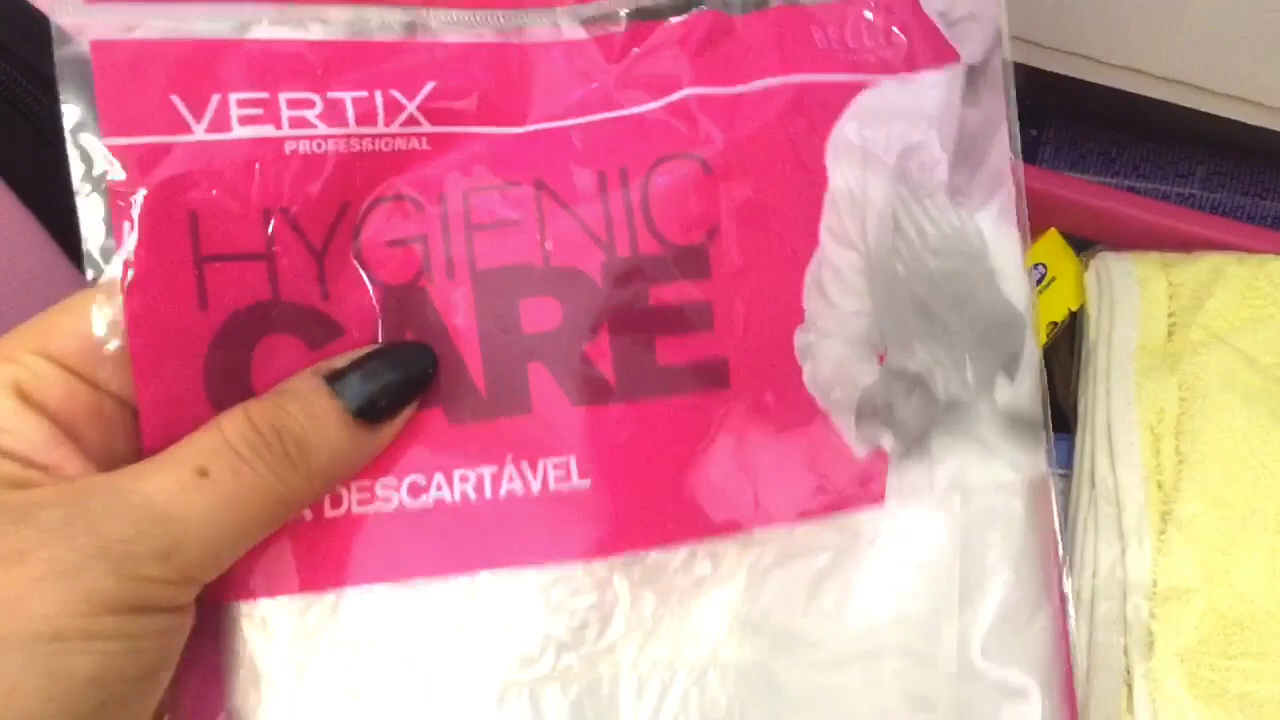 VERTIX
PROFESSIONAL
HYGIENIC
CARE
DESCARTÁVEL